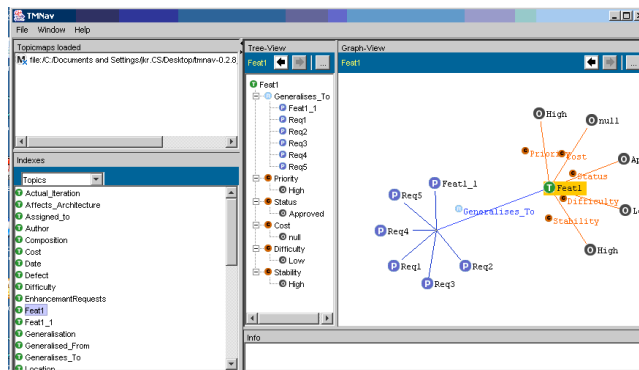 TMNav
File Window Help
Topicmaps loaded
file:/C:/Documents and Settings/jkr.CS/Desktop/tmnav-0.2.8
Indexes
Topics
Actual_Iteration
Affects_Architecture
Assigned_to
Author
Composition
Cost
Date
Defect
Difficulty
EnhancementRequests
Feat1
Feat1_1
Generalisation
Generalised_From
Generalises_To
Location
Tree-View
Feat1 ...
Feat1
Generalises_To
Feat1_1
Req1
Req2
Req3
Req4
Req5
Priority
High
Status
Approved
Cost
null
Difficulty
Low
Stability
High
Graph-View
Feat1 ...
High
null
Priority
Cost
Ap
Status
Feat1
Feat1_1
Req5
Difficulty
Lo
Generalises_To
Stability
Req4
High
Req1
Req2
Req3
Info